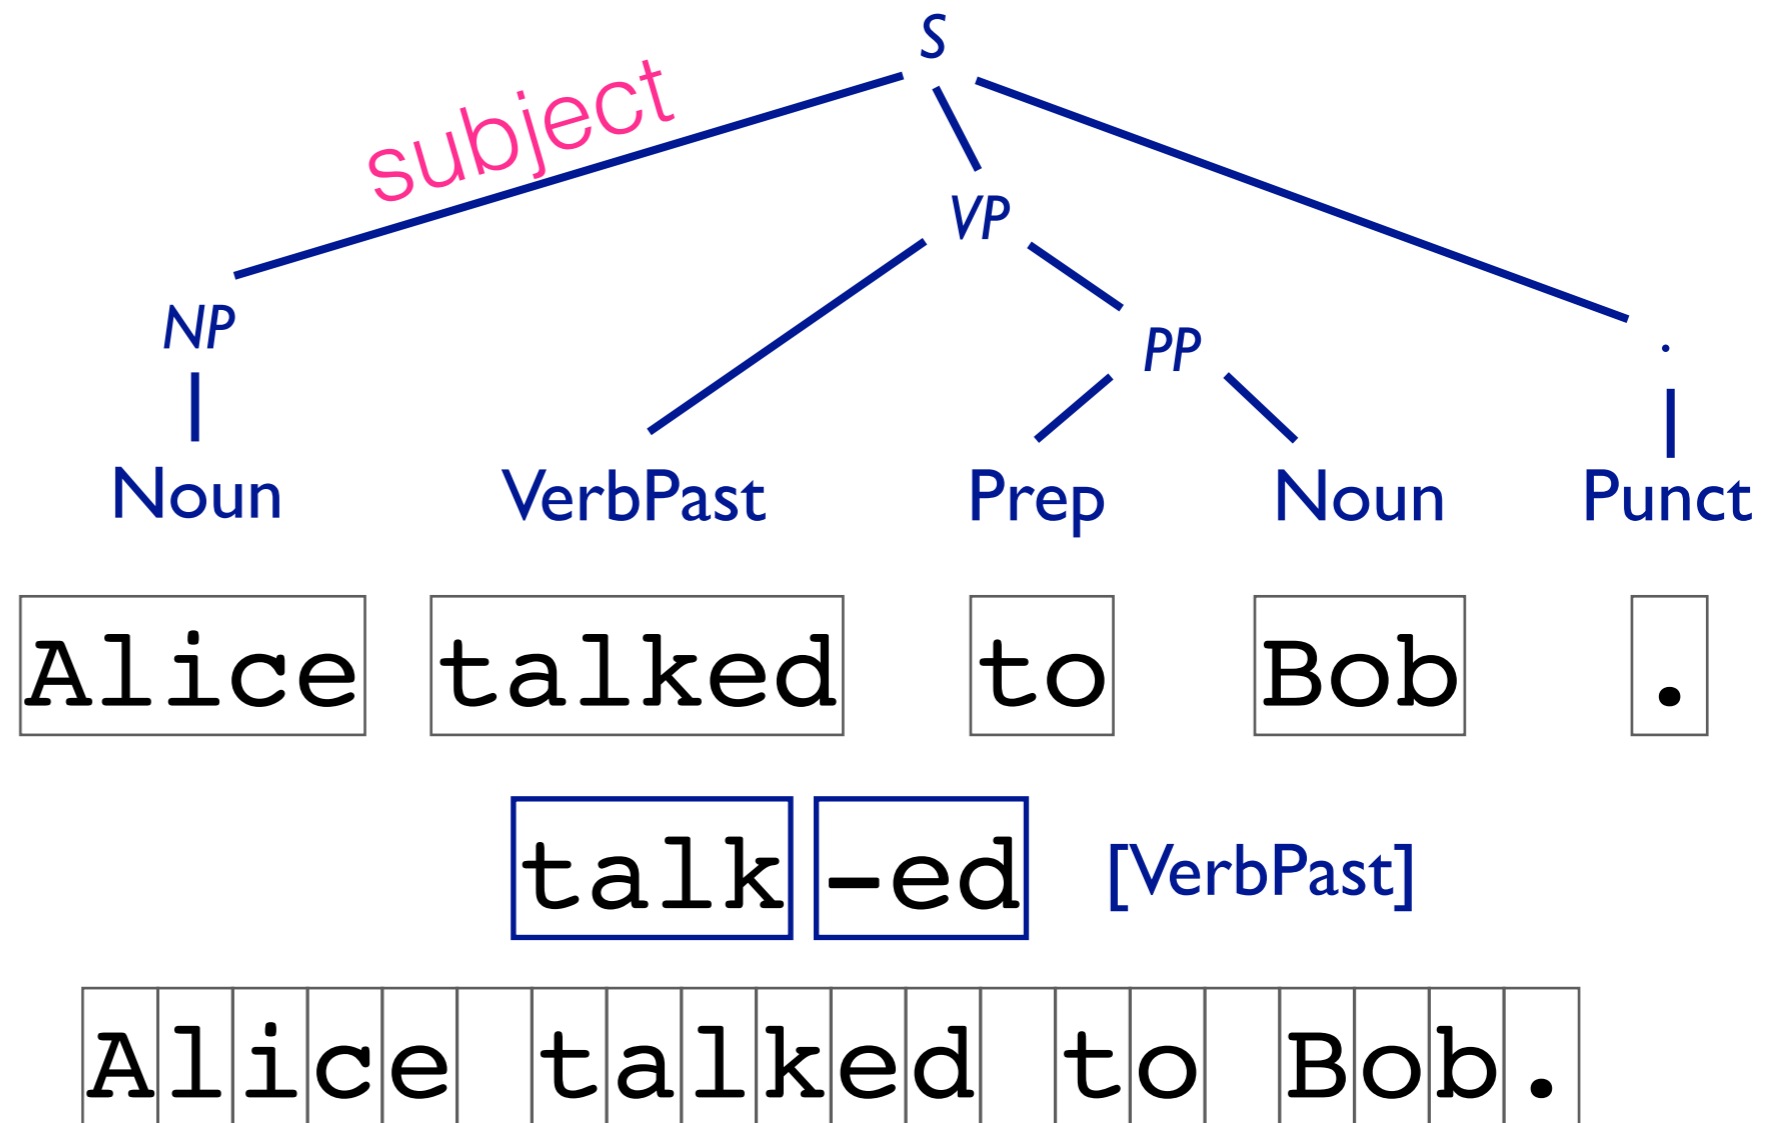 S
subject
VP
NP
PP
.
Noun VerbPast Prep Noun Punct
Alice talked to Bob .
talk -ed [VerbPast]
Alice talked to Bob.